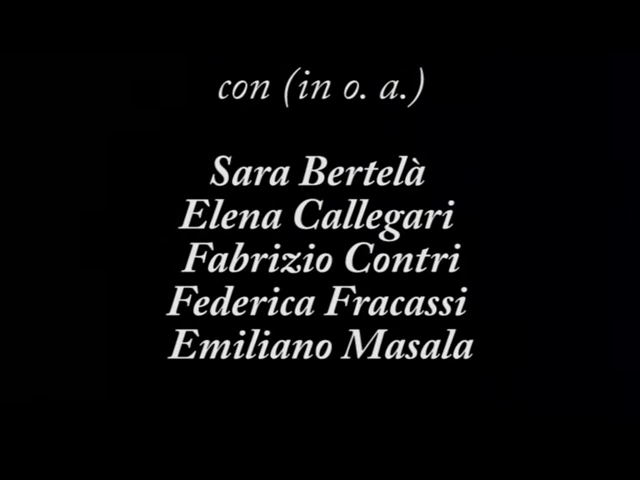 con (in o. a.)
Sara Bertelà
Elena Callegari
Fabrizio Contri
Federica Fracassi
Emiliano Masala